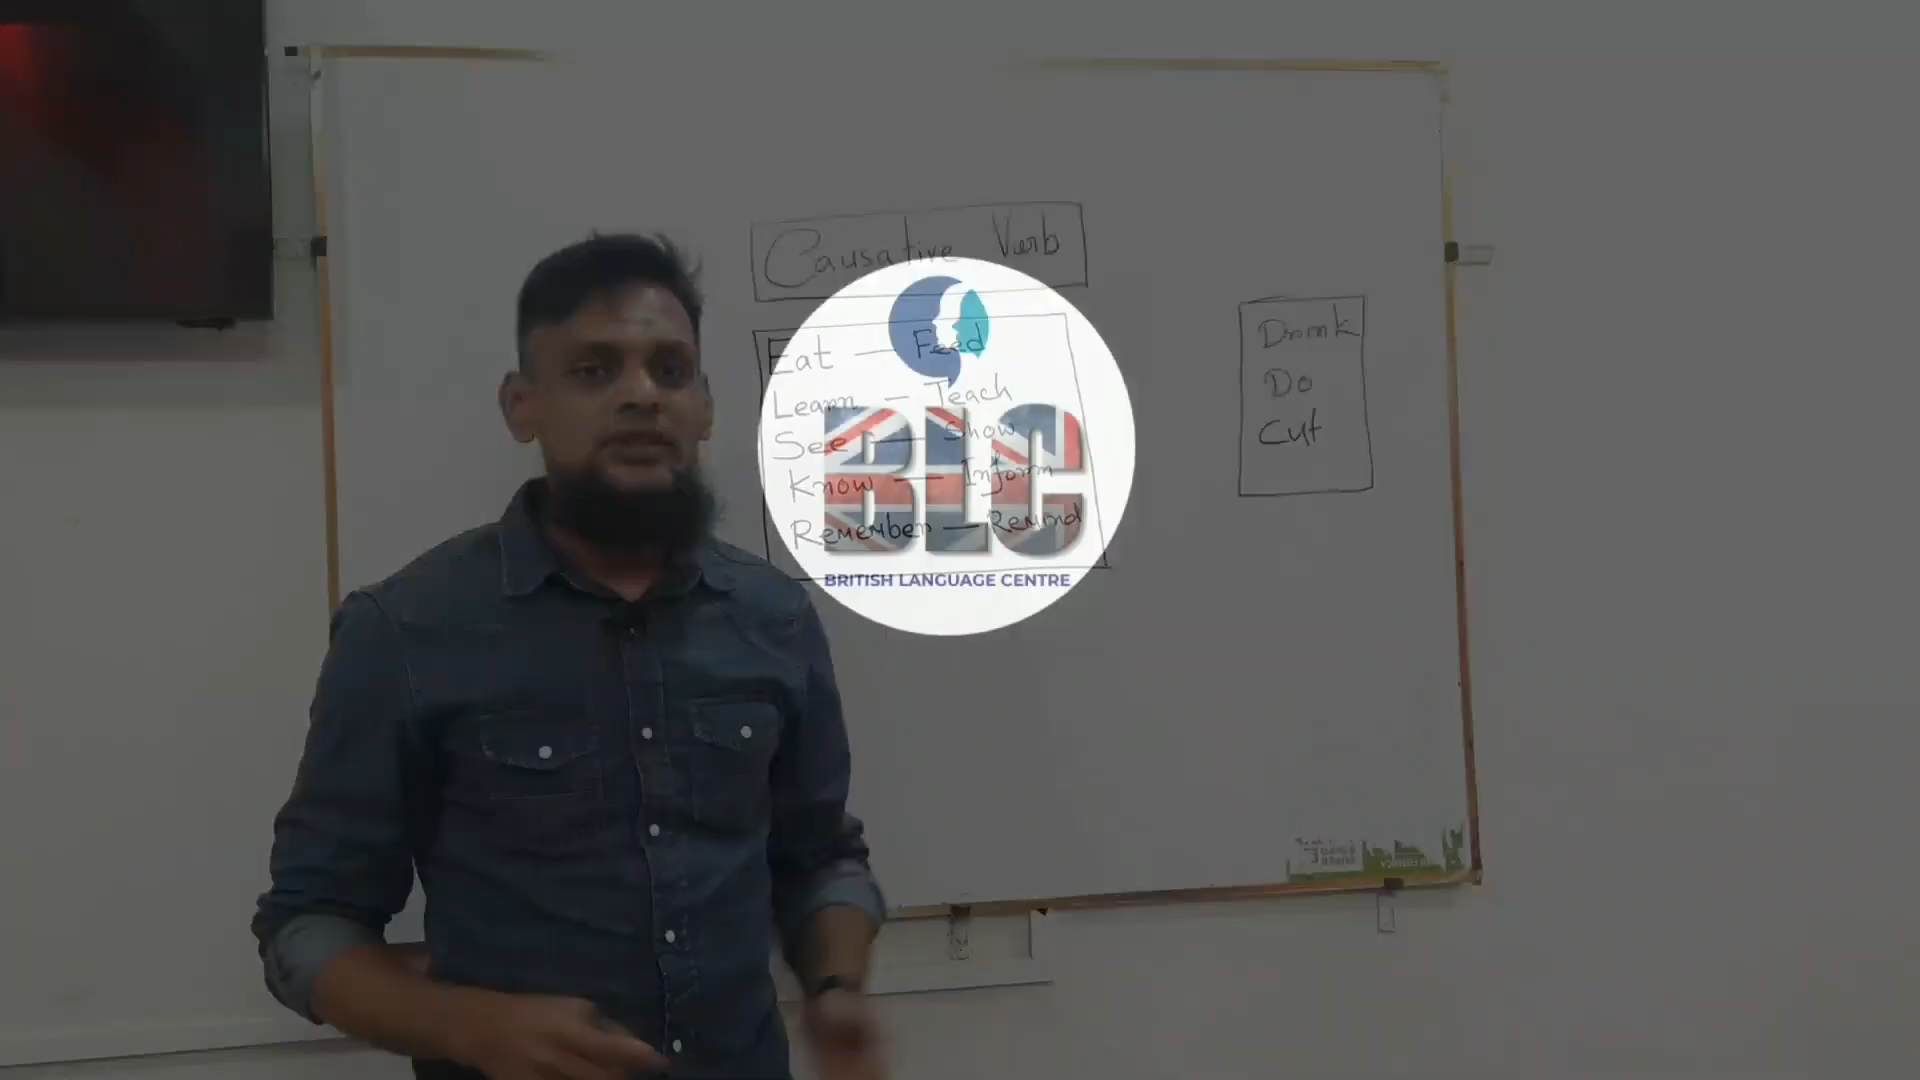 Causative Verb
Eat — Feed
Learn — Teach
See — Show
Know — Inform
Remember — Remind
Drink
Do
Cut
BLC
BRITISH LANGUAGE CENTRE